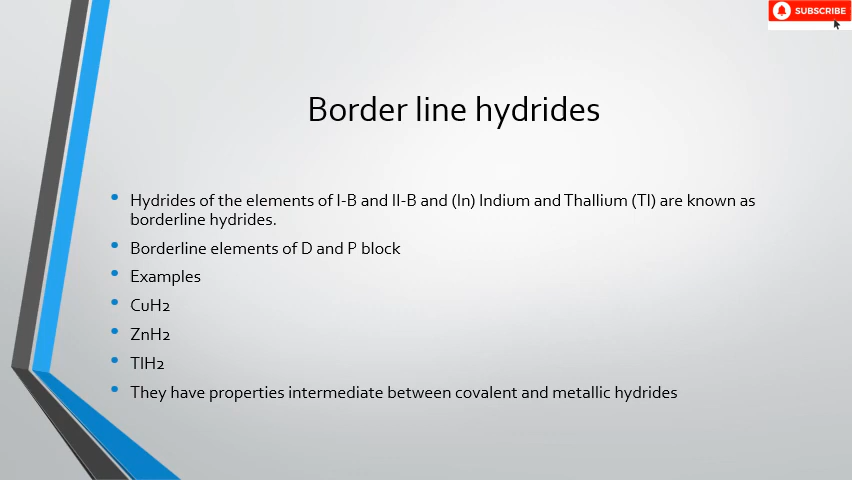 SUBSCRIBE
Border line hydrides
• Hydrides of the elements of I-B and II-B and (In) Indium and Thallium (Tl) are known as
borderline hydrides.
• Borderline elements of D and P block
• Examples
• CuH2
• ZnH2
• TlH2
• They have properties intermediate between covalent and metallic hydrides